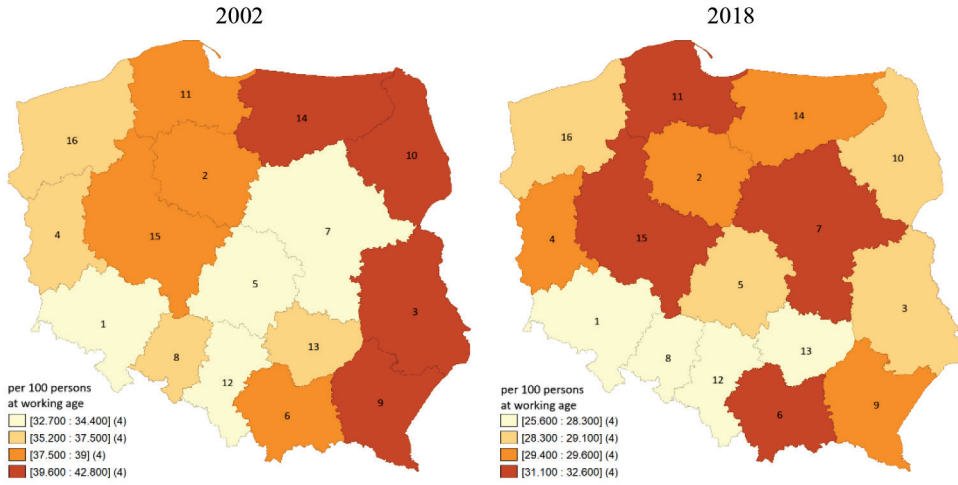 2002
2018
11
14
16
10
2
4
15
7
5
1
3
8
13
12
6
9
per 100 persons
at working age
[32.700 : 34.400] (4)
[35.200 : 37.500] (4)
[37.500 : 39] (4)
[39.600 : 42.800] (4)
11
14
16
10
2
4
15
7
5
3
1
13
8
12
9
6
per 100 persons
at working age
[25.600 : 28.300] (4)
[28.300 : 29.100] (4)
[29.400 : 29.600] (4)
[31.100 : 32.600] (4)